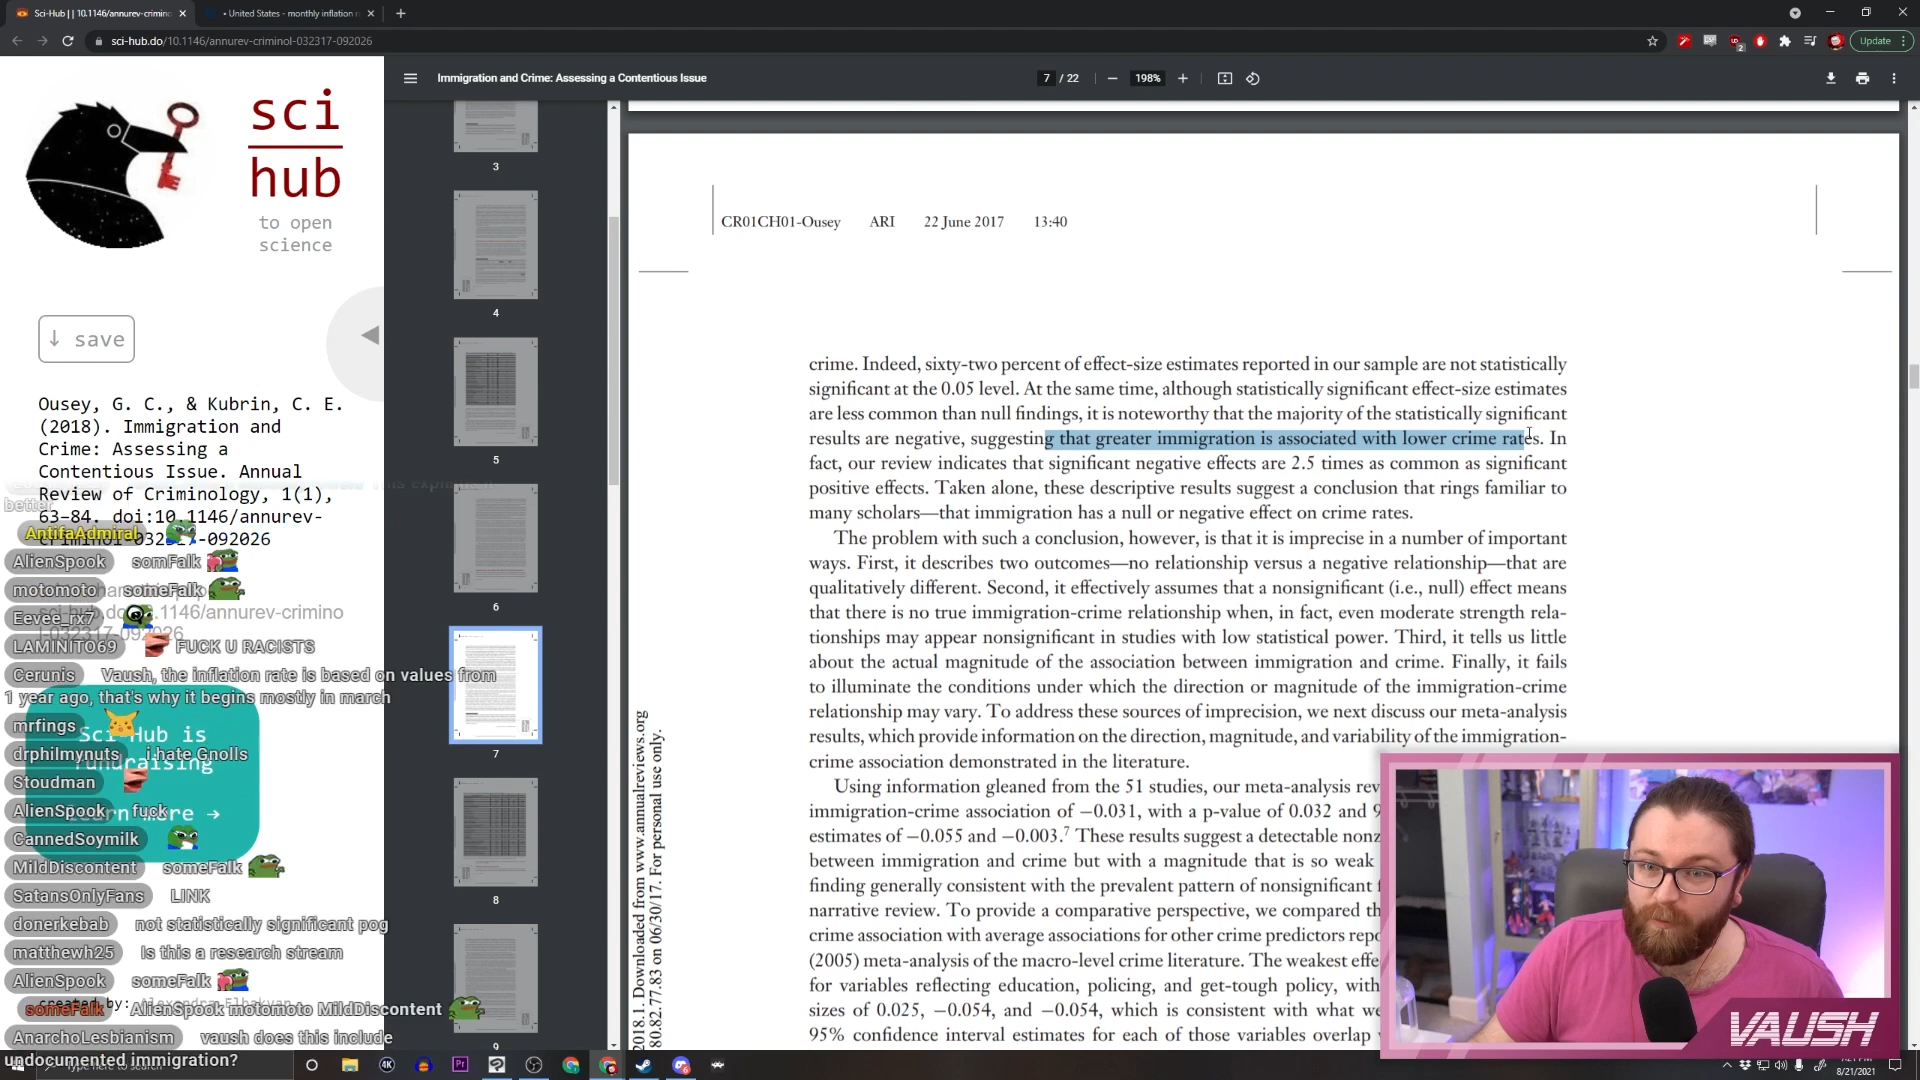 Sci-Hub | | 10.1146/annurev-crimino
• United States - monthly inflation r
sci-hub.do/10.1146/annurev-criminol-032317-092026
Update
Immigration and Crime: Assessing a Contentious Issue
7 / 22
198%
sci
hub
to open
science
↓ save
Ousey, G. C., & Kubrin, C. E.
(2018). Immigration and
Crime: Assessing a
Contentious Issue. Annual
Review of Criminology, 1(1),
63–84. doi:10.1146/annurev-
criminol-032317-092026
3
4
5
6
7
8
9
CR01CH01-Ousey ARI 22 June 2017 13:40
crime. Indeed, sixty-two percent of effect-size estimates reported in our sample are not statistically
significant at the 0.05 level. At the same time, although statistically significant effect-size estimates
are less common than null findings, it is noteworthy that the majority of the statistically significant
results are negative, suggesting that greater immigration is associated with lower crime rates. In
fact, our review indicates that significant negative effects are 2.5 times as common as significant
positive effects. Taken alone, these descriptive results suggest a conclusion that rings familiar to
many scholars—that immigration has a null or negative effect on crime rates.
The problem with such a conclusion, however, is that it is imprecise in a number of important
ways. First, it describes two outcomes—no relationship versus a negative relationship—that are
qualitatively different. Second, it effectively assumes that a nonsignificant (i.e., null) effect means
that there is no true immigration-crime relationship when, in fact, even moderate strength rela-
tionships may appear nonsignificant in studies with low statistical power. Third, it tells us little
about the actual magnitude of the association between immigration and crime. Finally, it fails
to illuminate the conditions under which the direction or magnitude of the immigration-crime
relationship may vary. To address these sources of imprecision, we next discuss our meta-analysis
results, which provide information on the direction, magnitude, and variability of the immigration-
crime association demonstrated in the literature.
Using information gleaned from the 51 studies, our meta-analysis rev
immigration-crime association of −0.031, with a p-value of 0.032 and 9
estimates of −0.055 and −0.003.7 These results suggest a detectable nonz
between immigration and crime but with a magnitude that is so weak
finding generally consistent with the prevalent pattern of nonsignificant f
narrative review. To provide a comparative perspective, we compared th
crime association with average associations for other crime predictors repo
(2005) meta-analysis of the macro-level crime literature. The weakest effe
for variables reflecting education, policing, and get-tough policy, with
sizes of 0.025, −0.054, and −0.054, which is consistent with what we
95% confidence interval estimates for each of those variables overlap
2018.1. Downloaded from www.annualreviews.org
80.82.77.83 on 06/30/17. For personal use only.
better
AntifaAdmiral
AlienSpook somFalk
motomoto someFalk
Eevee_rx7
LAMINITO69 FUCK U RACISTS
Cerunis Vaush, the inflation rate is based on values from
1 year ago, that's why it begins mostly in march
mrfings
drphilmynuts i hate Gnolls
Stoudman
AlienSpook fuck
CannedSoymilk
MildDiscontent someFalk
SatansOnlyFans LINK
donerkebab not statistically significant pog
matthewh25 Is this a research stream
AlienSpook someFalk
someFalk AlienSpook motomoto MildDiscontent
AnarchoLesbianism vaush does this include
undocumented immigration?
Sci-Hub is
fundraising
Learn more →
VAUSH
8/21/2021